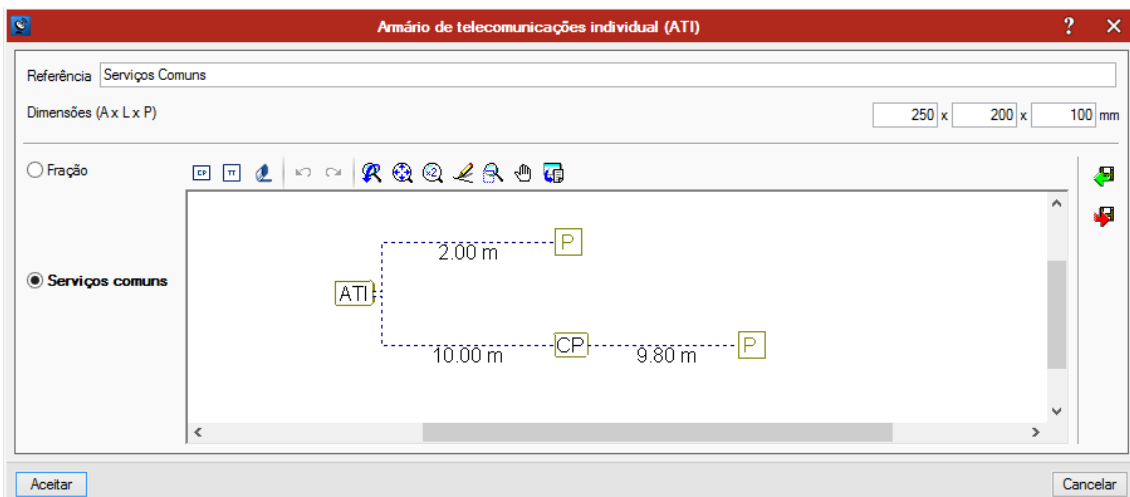 Armário de telecomunicações individual (ATI) ? ×
Referência Serviços Comuns
Dimensões (A x L x P) 250 x 200 x 100 mm
Fração CP TT x2
2.00 m P
Serviços comuns ATI
10.00 m CP 9.80 m P
Aceitar Cancelar